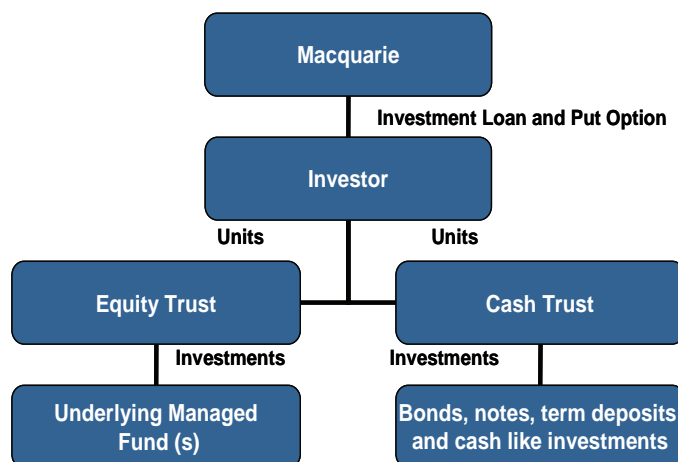 Macquarie
Investment Loan and Put Option
Investor
Units
Units
Equity Trust
Cash Trust
Investments
Investments
Underlying Managed
Fund (s)
Bonds, notes, term deposits
and cash like investments